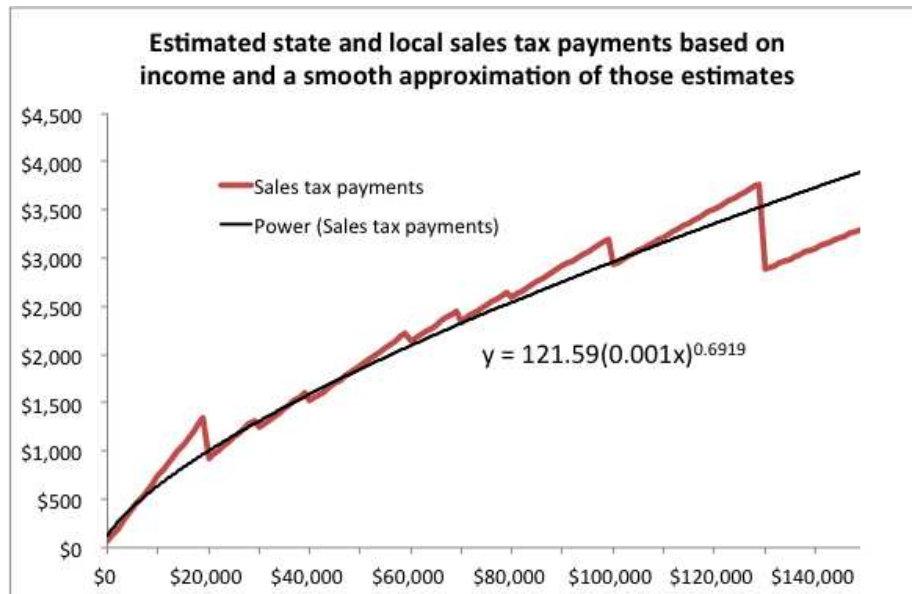 Estimated state and local sales tax payments based on
income and a smooth approximation of those estimates
$4,500
$4,000
$3,500
$3,000
$2,500
$2,000
$1,500
$1,000
$500
$0
Sales tax payments
Power (Sales tax payments)
y = 121.59(0.001x)^0.6919
$0 $20,000 $40,000 $60,000 $80,000 $100,000 $120,000 $140,000